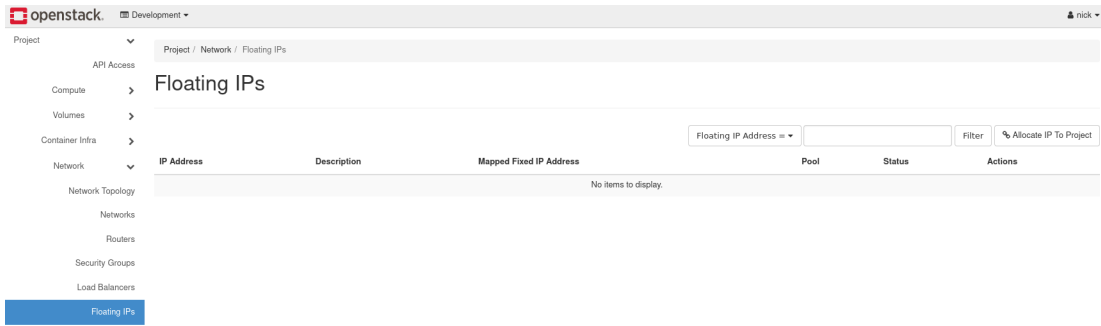 openstack. Development nick
Project
API Access
Compute
Volumes
Container Infra
Network
Network Topology
Networks
Routers
Security Groups
Load Balancers
Floating IPs
Project / Network / Floating IPs
Floating IPs
Floating IP Address = Filter Allocate IP To Project
IP Address Description Mapped Fixed IP Address Pool Status Actions
No items to display.